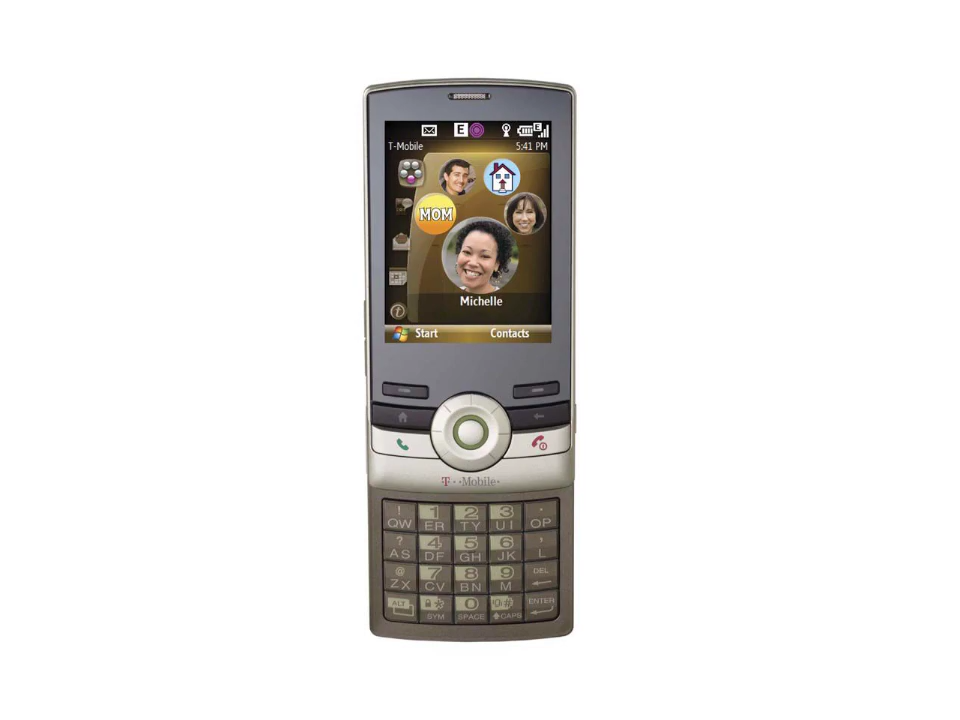 E E
T-Mobile 5:41 PM
MOM
Michelle
Start Contacts
T··Mobile·
! 1 2 3 .
QW ER TY UI OP
? 4 5 6 '
AS DF GH JK L
@ 7 8 9 DEL
ZX CV BN M
ALT * 0 # ENTER
SYM SPACE CAPS